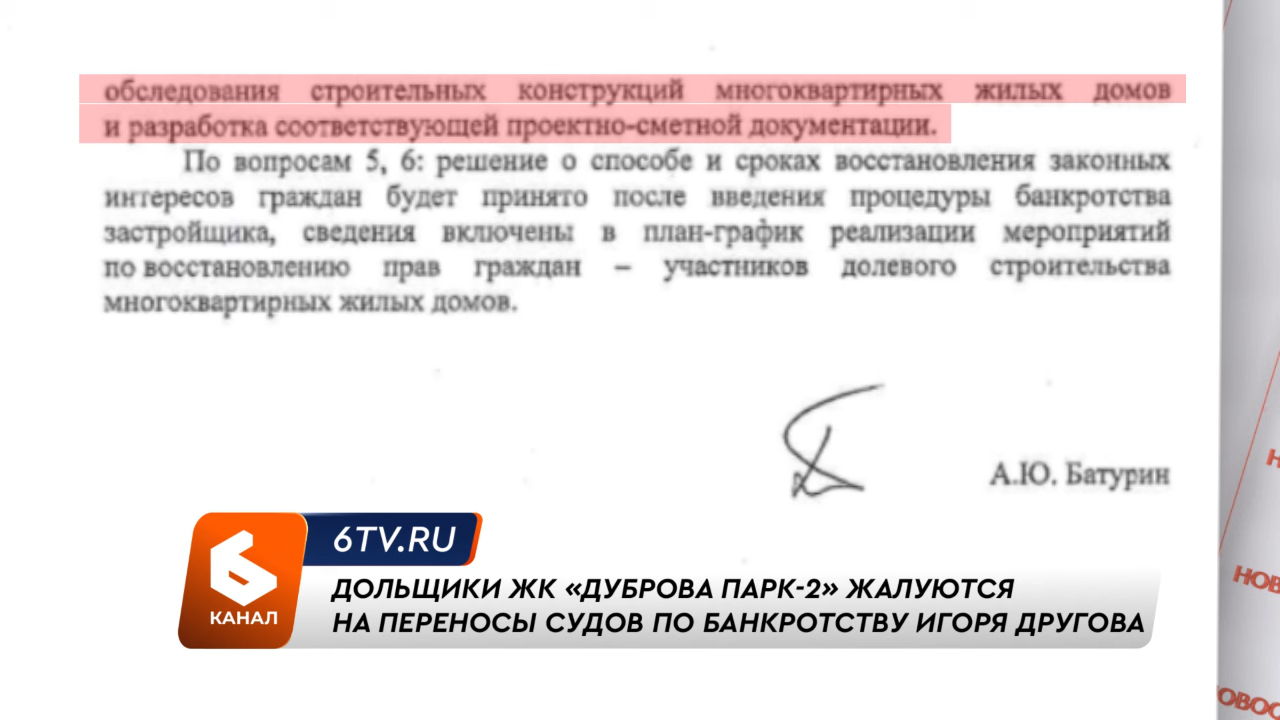 обследования строительных конструкций многоквартирных жилых домов
и разработка соответствующей проектно-сметной документации.
По вопросам 5, 6: решение о способе и сроках восстановления законных
интересов граждан будет принято после введения процедуры банкротства
застройщика, сведения включены в план-график реализации мероприятий
по восстановлению прав граждан – участников долевого строительства
многоквартирных жилых домов.
А.Ю. Батурин
6TV.RU
КАНАЛ
ДОЛЬЩИКИ ЖК «ДУБРОВА ПАРК-2» ЖАЛУЮТСЯ
НА ПЕРЕНОСЫ СУДОВ ПО БАНКРОТСТВУ ИГОРЯ ДРУГОВА